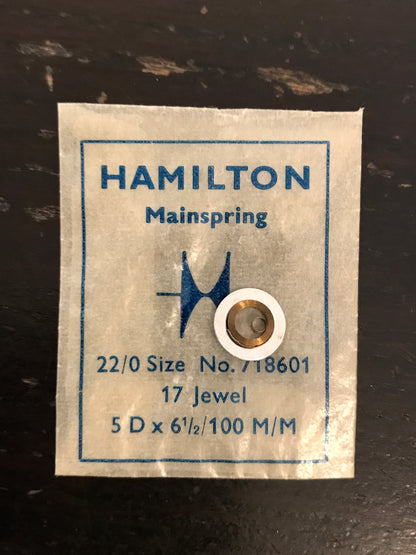 HAMILTON
Mainspring
22/0 Size No. 718601
17 Jewel
5 D x 6½/100 M/M